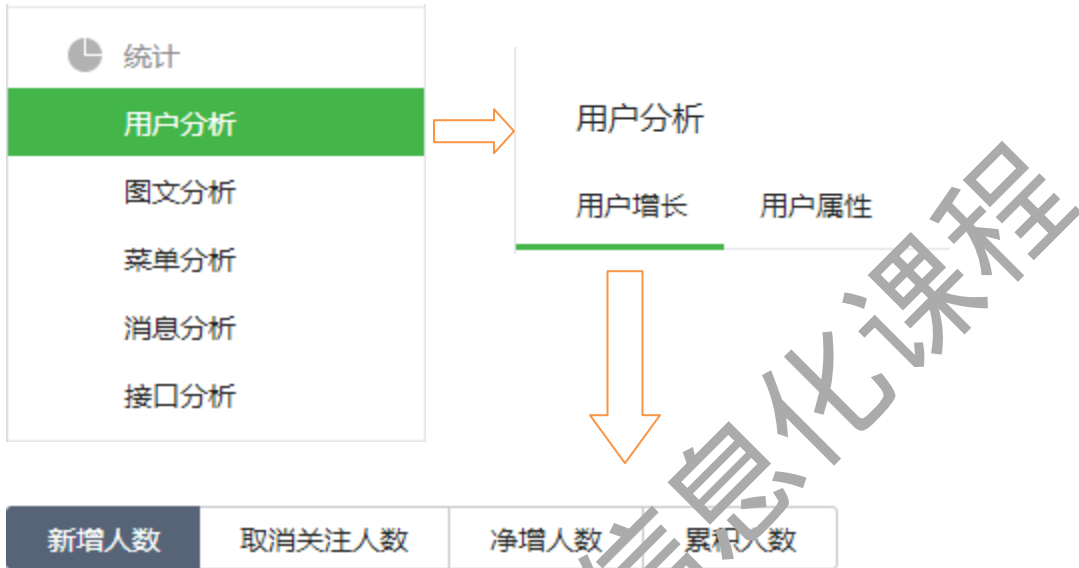 统计
用户分析
图文分析
菜单分析
消息分析
接口分析
用户分析
用户增长 用户属性
新增人数 取消关注人数 净增人数 累积人数
信息化课程